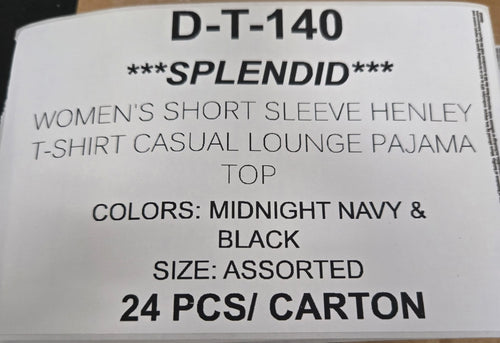 D-T-140
***SPLENDID***
WOMEN'S SHORT SLEEVE HENLEY
T-SHIRT CASUAL LOUNGE PAJAMA
TOP
COLORS: MIDNIGHT NAVY &
BLACK
SIZE: ASSORTED
24 PCS/ CARTON